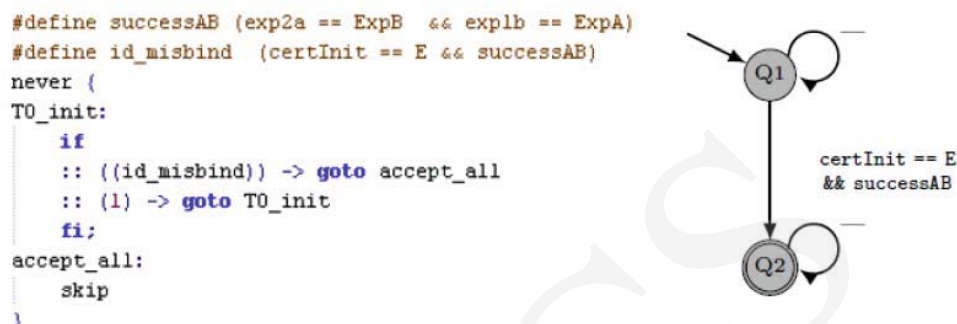 #define successAB (exp2a == ExpB && exp1b == ExpA)
#define id_misbind (certInit == E && successAB)
never {
T0_init:
if
:: ((id_misbind)) -> goto accept_all
:: (1) -> goto T0_init
fi;
accept_all:
skip
}
Q1
certInit == E
&& successAB
Q2